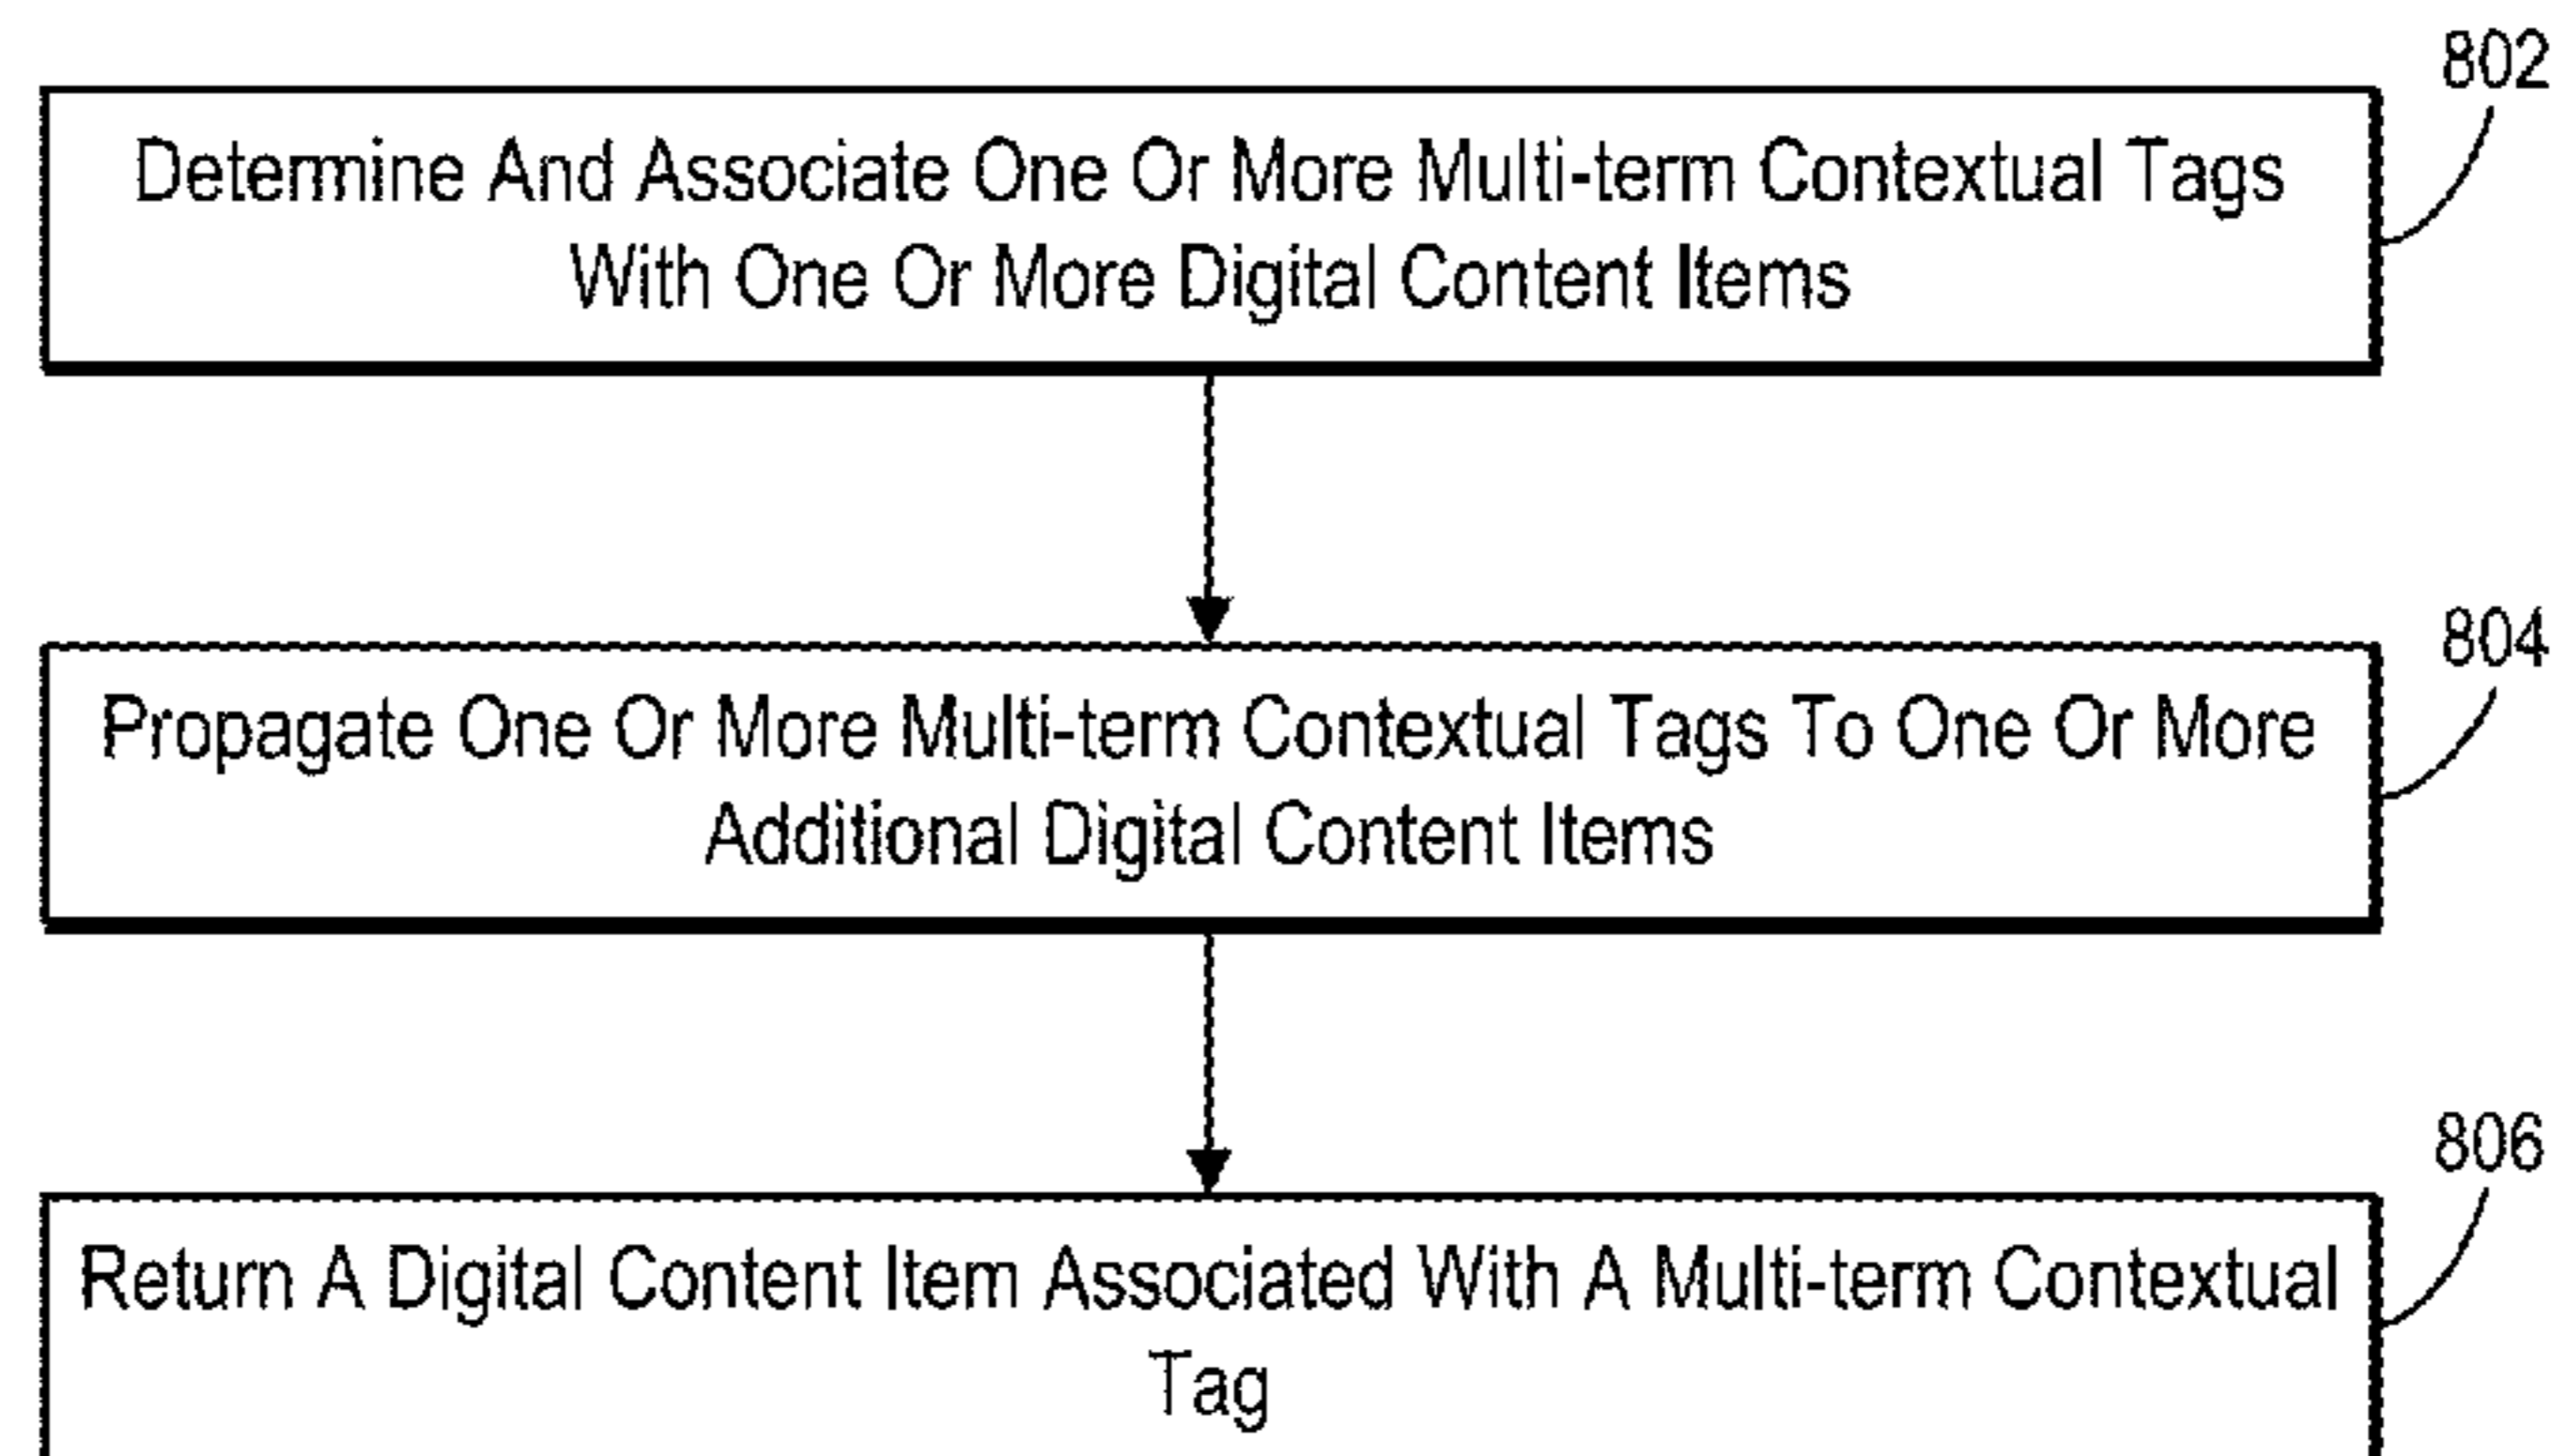 802
Determine And Associate One Or More Multi-term Contextual Tags
With One Or More Digital Content Items
804
Propagate One Or More Multi-term Contextual Tags To One Or More
Additional Digital Content Items
806
Return A Digital Content Item Associated With A Multi-term Contextual
Tag